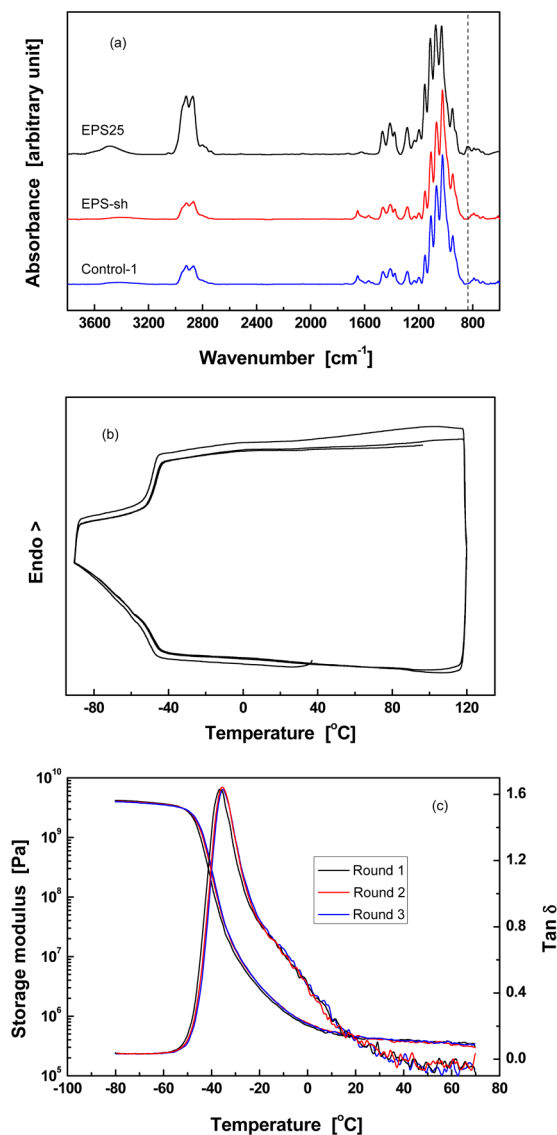 (a)
EPS25
EPS-sh
Control-1
Absorbance [arbitrary unit]
3600 3200 2800 2400 2000 1600 1200 800
Wavenumber [cm⁻¹]
(b)
Endo >
-80 -40 0 40 80 120
Temperature [°C]
(c)
10¹⁰
10⁹
10⁸
10⁷
10⁶
10⁵
Storage modulus [Pa]
Round 1
Round 2
Round 3
1.6
1.2
0.8
0.4
0.0
Tan δ
-100 -80 -60 -40 -20 0 20 40 60 80
Temperature [°C]